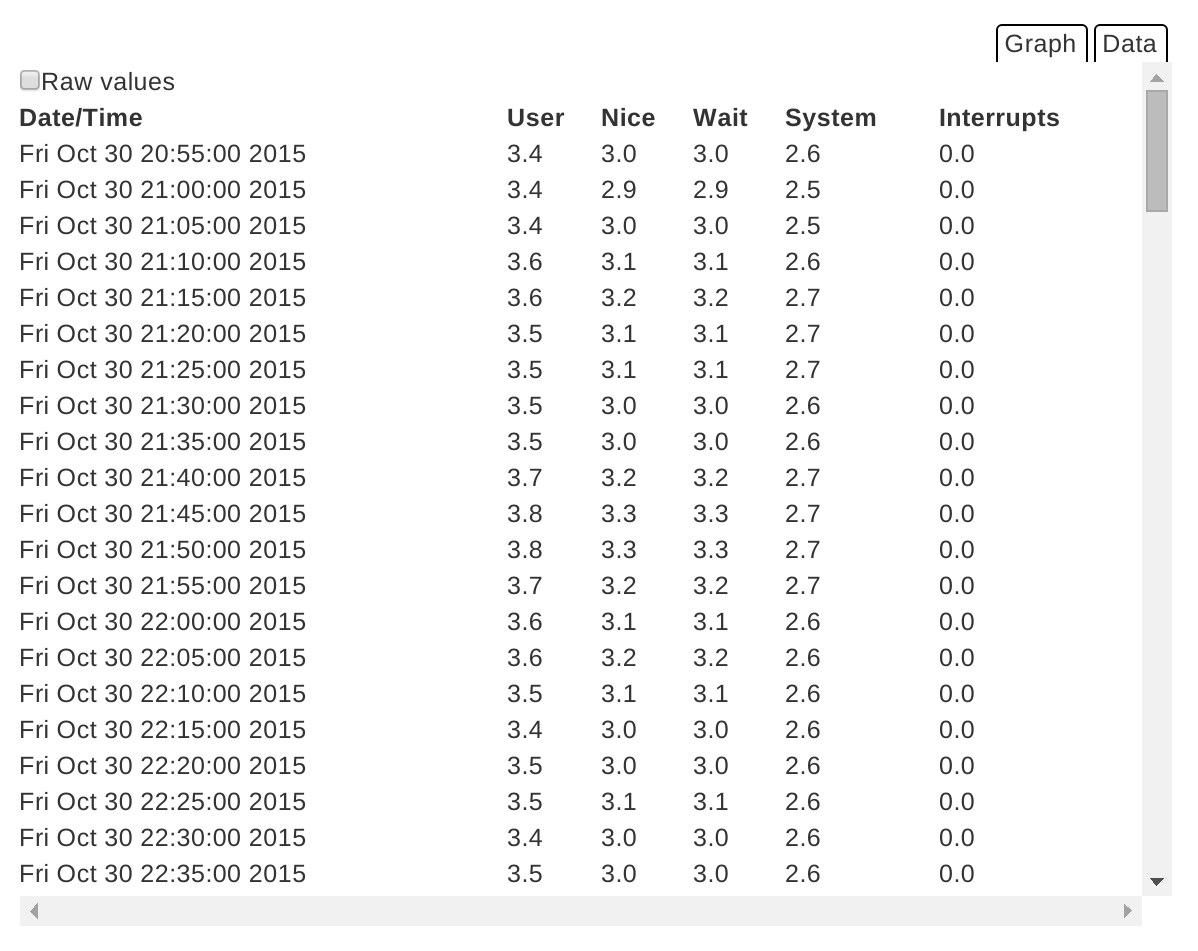 Graph Data
Raw values
Date/Time User Nice Wait System Interrupts
Fri Oct 30 20:55:00 2015 3.4 3.0 3.0 2.6 0.0
Fri Oct 30 21:00:00 2015 3.4 2.9 2.9 2.5 0.0
Fri Oct 30 21:05:00 2015 3.4 3.0 3.0 2.5 0.0
Fri Oct 30 21:10:00 2015 3.6 3.1 3.1 2.6 0.0
Fri Oct 30 21:15:00 2015 3.6 3.2 3.2 2.7 0.0
Fri Oct 30 21:20:00 2015 3.5 3.1 3.1 2.7 0.0
Fri Oct 30 21:25:00 2015 3.5 3.1 3.1 2.7 0.0
Fri Oct 30 21:30:00 2015 3.5 3.0 3.0 2.6 0.0
Fri Oct 30 21:35:00 2015 3.5 3.0 3.0 2.6 0.0
Fri Oct 30 21:40:00 2015 3.7 3.2 3.2 2.7 0.0
Fri Oct 30 21:45:00 2015 3.8 3.3 3.3 2.7 0.0
Fri Oct 30 21:50:00 2015 3.8 3.3 3.3 2.7 0.0
Fri Oct 30 21:55:00 2015 3.7 3.2 3.2 2.7 0.0
Fri Oct 30 22:00:00 2015 3.6 3.1 3.1 2.6 0.0
Fri Oct 30 22:05:00 2015 3.6 3.2 3.2 2.6 0.0
Fri Oct 30 22:10:00 2015 3.5 3.1 3.1 2.6 0.0
Fri Oct 30 22:15:00 2015 3.4 3.0 3.0 2.6 0.0
Fri Oct 30 22:20:00 2015 3.5 3.0 3.0 2.6 0.0
Fri Oct 30 22:25:00 2015 3.5 3.1 3.1 2.6 0.0
Fri Oct 30 22:30:00 2015 3.4 3.0 3.0 2.6 0.0
Fri Oct 30 22:35:00 2015 3.5 3.0 3.0 2.6 0.0